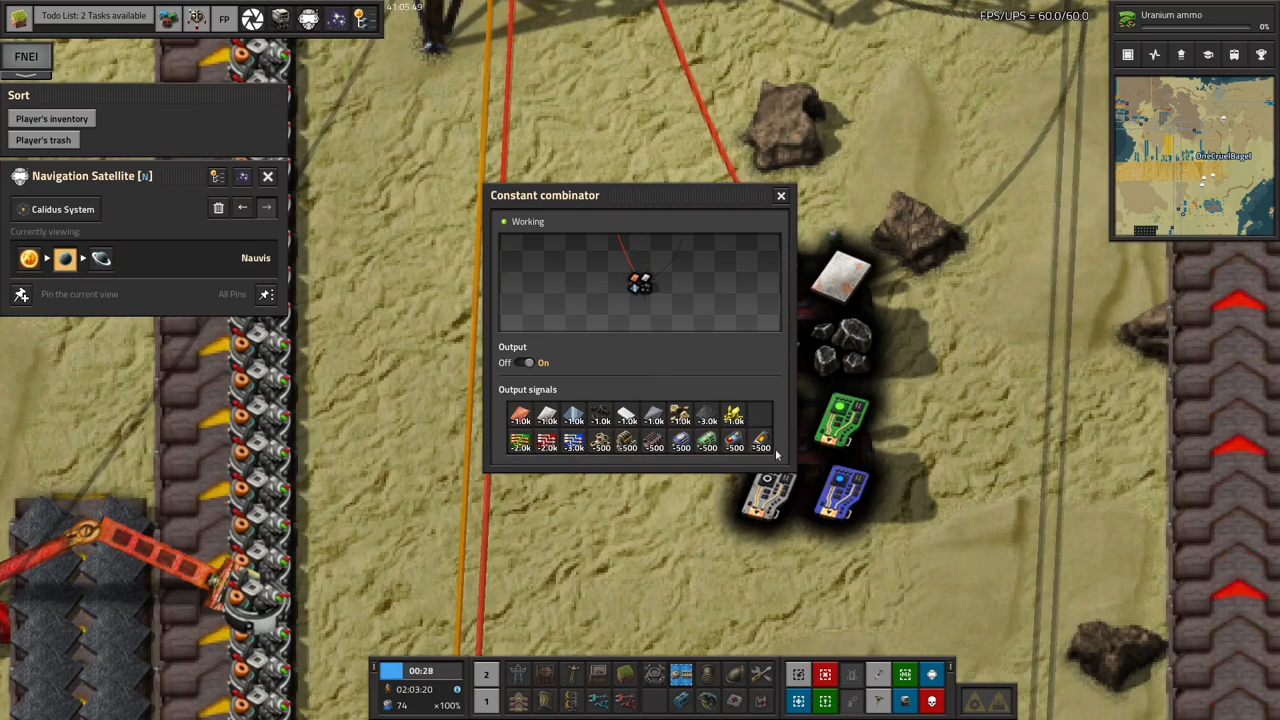 Todo List: 2 Tasks available
FP
41:05:49
FPS/UPS = 60.0/60.0
Uranium ammo
0%
FNEI
Sort
Player's inventory
Player's trash
Navigation Satellite [N]
Calidus System
Currently viewing:
Nauvis
Pin the current view
All Pins
OneCruelBagel
Constant combinator
Working
Output
Off
On
Output signals
-1.0k -1.0k -1.0k -1.0k -1.0k -1.0k -1.0k -3.0k -1.0k
-2.0k -2.0k -3.0k -500 -500 -500 -500 -500 -500 -500
00:28
02:03:20
74 ×100%
2
1